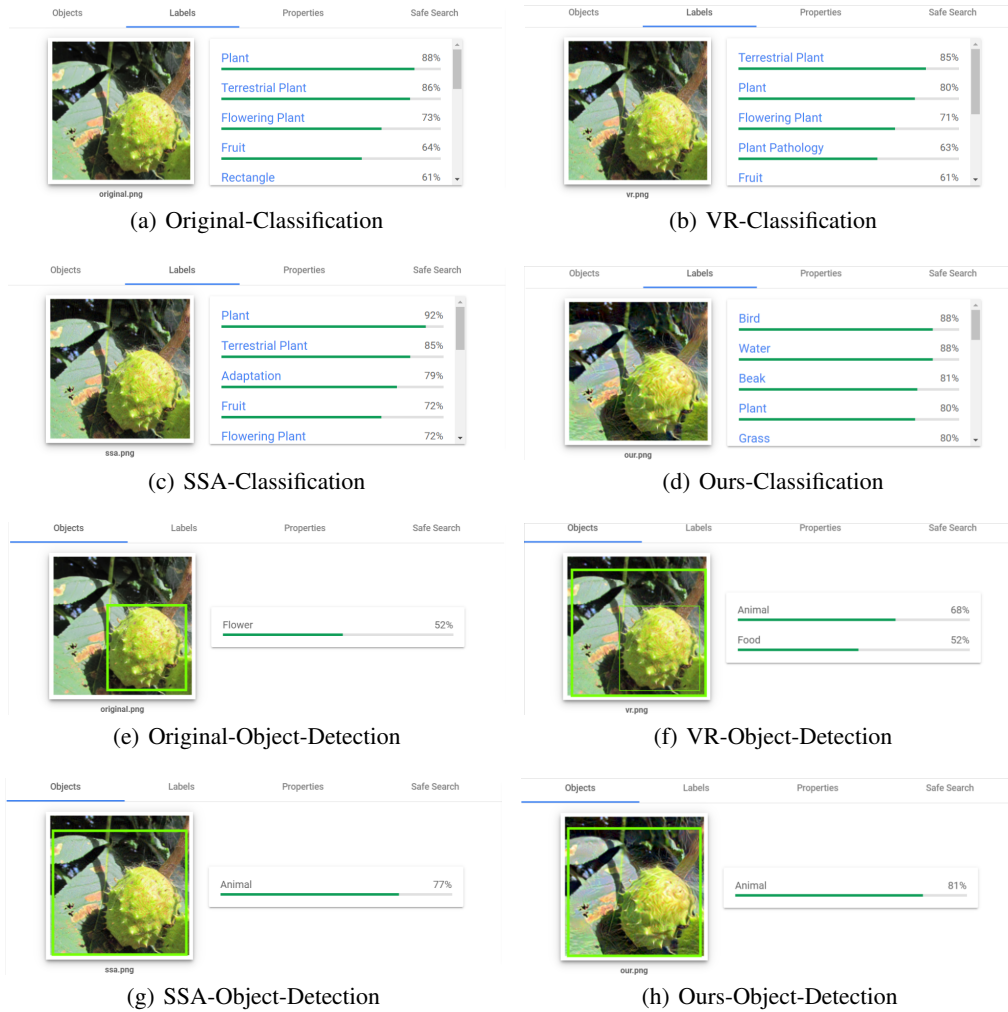 Objects Labels Properties Safe Search
Plant 88%
Terrestrial Plant 86%
Flowering Plant 73%
Fruit 64%
Rectangle 61%
original.png
(a) Original-Classification
Objects Labels Properties Safe Search
Terrestrial Plant 85%
Plant 80%
Flowering Plant 71%
Plant Pathology 63%
Fruit 61%
vr.png
(b) VR-Classification
Objects Labels Properties Safe Search
Plant 92%
Terrestrial Plant 85%
Adaptation 79%
Fruit 72%
Flowering Plant 72%
ssa.png
(c) SSA-Classification
Objects Labels Properties Safe Search
Bird 88%
Water 88%
Beak 81%
Plant 80%
Grass 80%
our.png
(d) Ours-Classification
Objects Labels Properties Safe Search
Flower 52%
original.png
(e) Original-Object-Detection
Objects Labels Properties Safe Search
Animal 68%
Food 52%
vr.png
(f) VR-Object-Detection
Objects Labels Properties Safe Search
Animal 77%
ssa.png
(g) SSA-Object-Detection
Objects Labels Properties Safe Search
Animal 81%
our.png
(h) Ours-Object-Detection